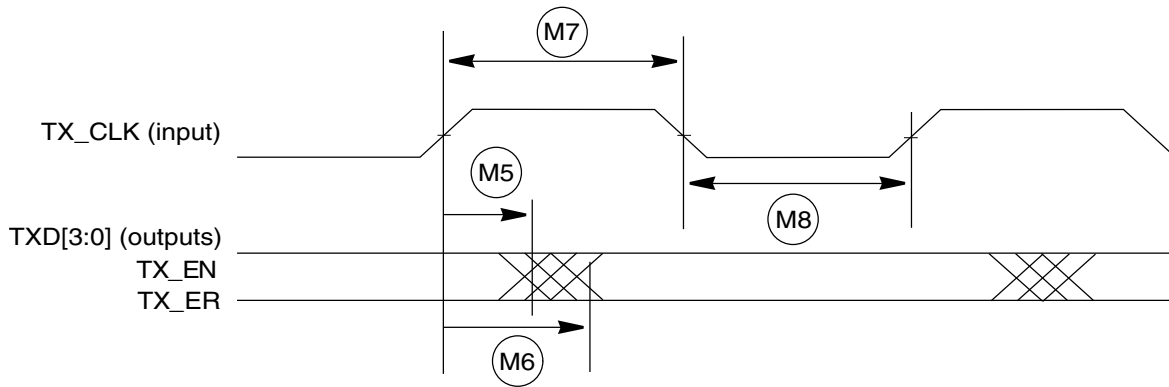 M7
TX_CLK (input)
M5
M8
TXD[3:0] (outputs)
TX_EN
TX_ER
M6